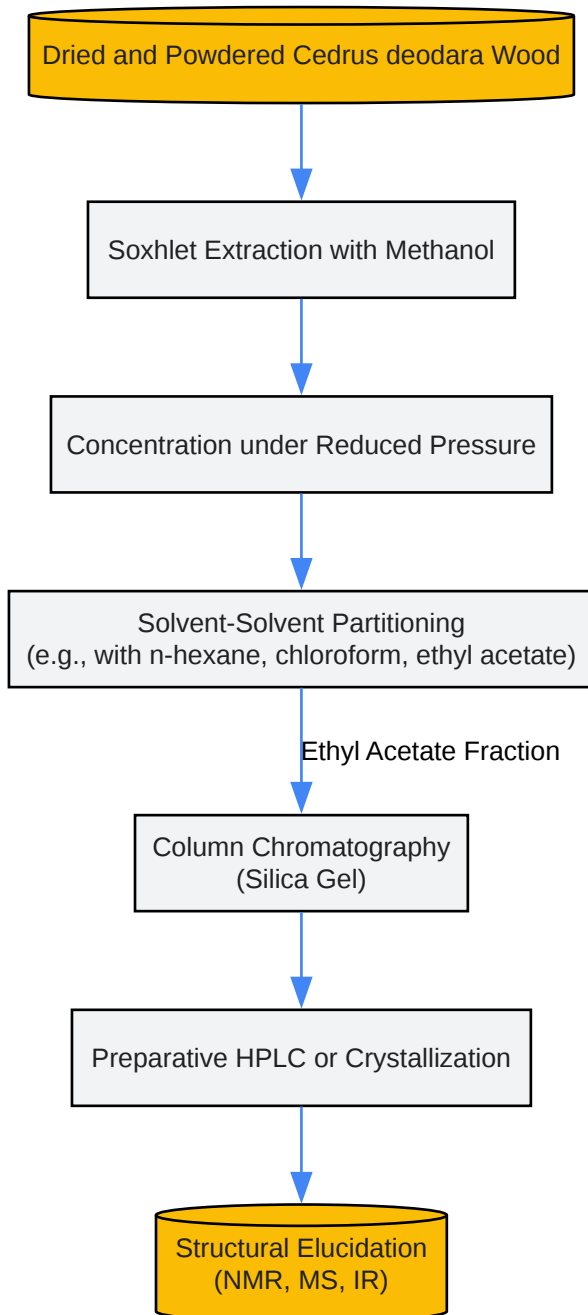 Dried and Powdered Cedrus deodara Wood
Soxhlet Extraction with Methanol
Concentration under Reduced Pressure
Solvent-Solvent Partitioning
(e.g., with n-hexane, chloroform, ethyl acetate)
Ethyl Acetate Fraction
Column Chromatography
(Silica Gel)
Preparative HPLC or Crystallization
Structural Elucidation
(NMR, MS, IR)